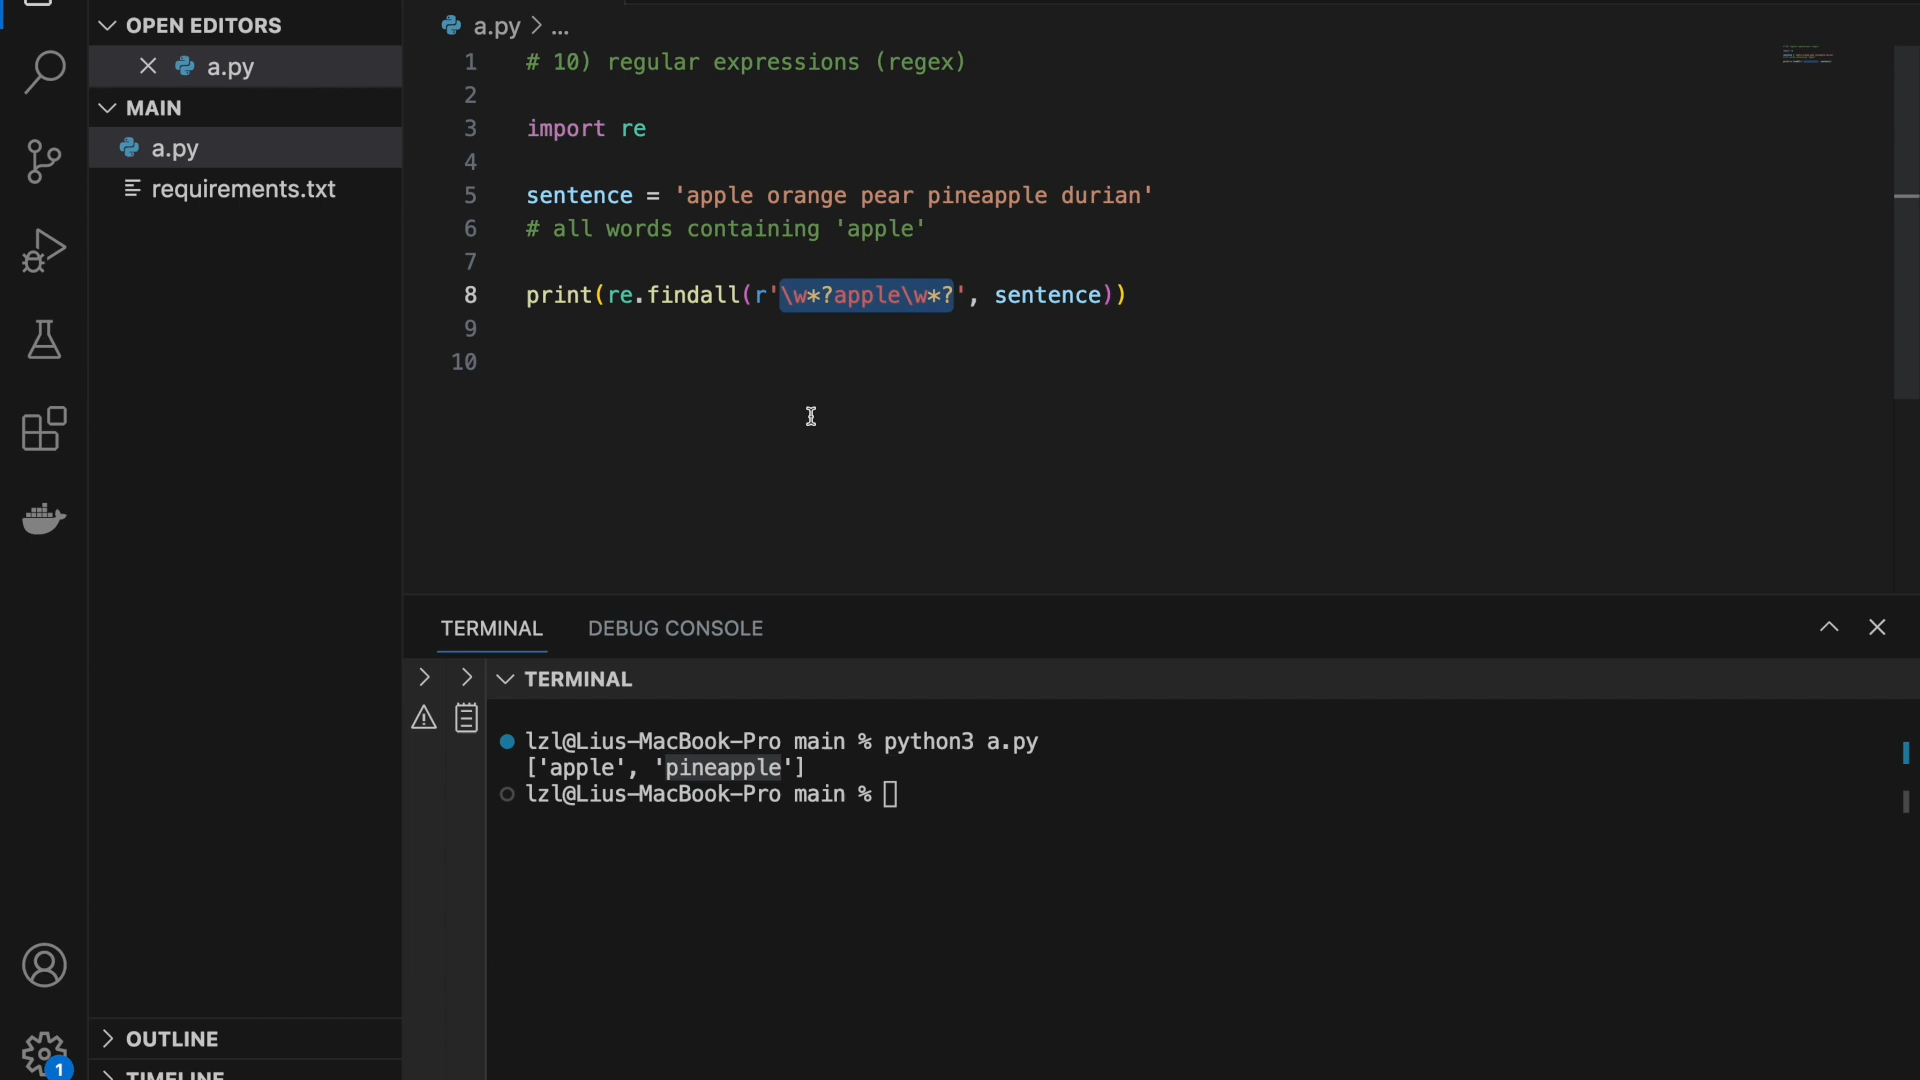 OPEN EDITORS
a.py
MAIN
a.py
requirements.txt
OUTLINE
1
a.py > ...
1 # 10) regular expressions (regex)
2
3 import re
4
5 sentence = 'apple orange pear pineapple durian'
6 # all words containing 'apple'
7
8 print(re.findall(r'\w*?apple\w*?', sentence))
9
10
TERMINAL DEBUG CONSOLE
TERMINAL
lzl@Lius-MacBook-Pro main % python3 a.py
['apple', 'pineapple']
lzl@Lius-MacBook-Pro main %